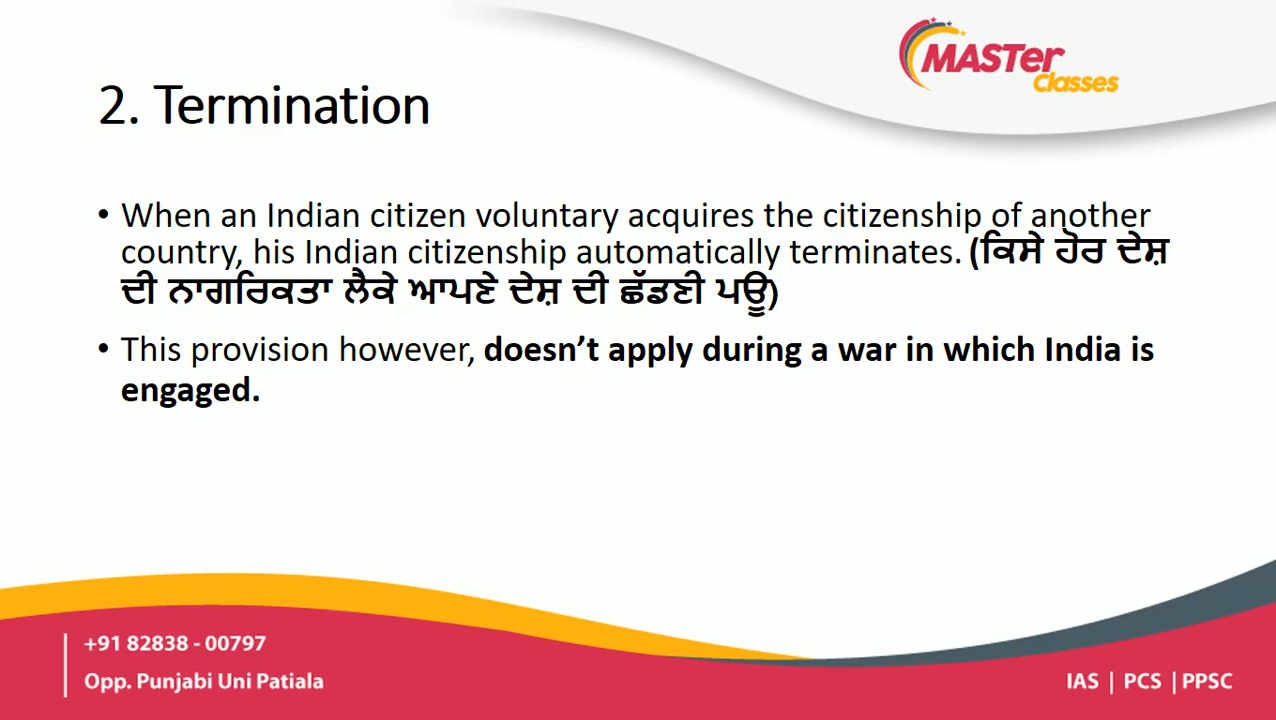 MASTer
Classes
2. Termination
• When an Indian citizen voluntary acquires the citizenship of another
country, his Indian citizenship automatically terminates. (ਕਿਸੇ ਹੋਰ ਦੇਸ਼
ਦੀ ਨਾਗਰਿਕਤਾ ਲੈਕੇ ਆਪਣੇ ਦੇਸ਼ ਦੀ ਛੱਡਣੀ ਪਊ)
• This provision however, doesn’t apply during a war in which India is
engaged.
+91 82838 - 00797
Opp. Punjabi Uni Patiala
IAS | PCS | PPSC